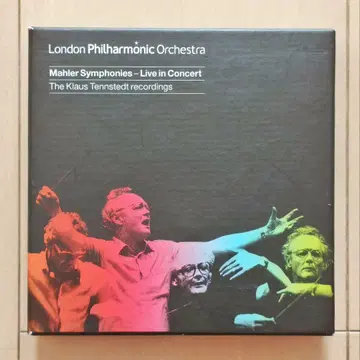 London Philharmonic Orchestra
Mahler Symphonies – Live in Concert
The Klaus Tennstedt recordings